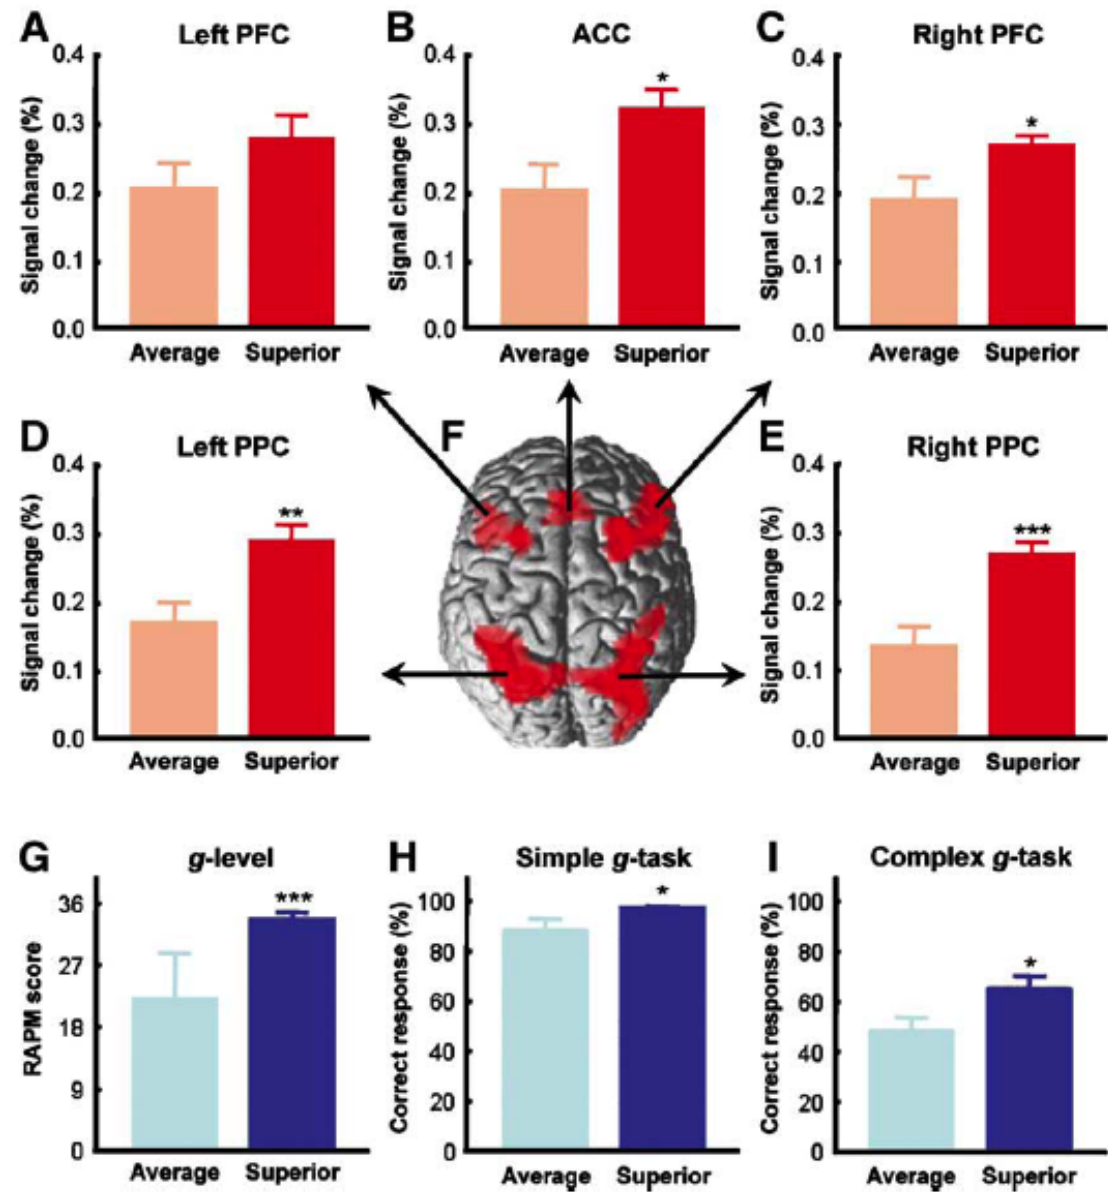 A
Left PFC
Signal change (%)
0.4
0.3
0.2
0.1
0.0
Average Superior
B
ACC
Signal change (%)
0.4
0.3
0.2
0.1
0.0
*
Average Superior
C
Right PFC
Signal change (%)
0.4
0.3
0.2
0.1
0.0
*
Average Superior
D
Left PPC
Signal change (%)
0.4
0.3
0.2
0.1
0.0
**
Average Superior
F
E
Right PPC
Signal change (%)
0.4
0.3
0.2
0.1
0.0
***
Average Superior
G
g-level
RAPM score
36
27
18
9
0
***
Average Superior
H
Simple g-task
Correct response (%)
100
80
60
40
20
0
*
Average Superior
I
Complex g-task
Correct response (%)
100
80
60
40
20
0
*
Average Superior